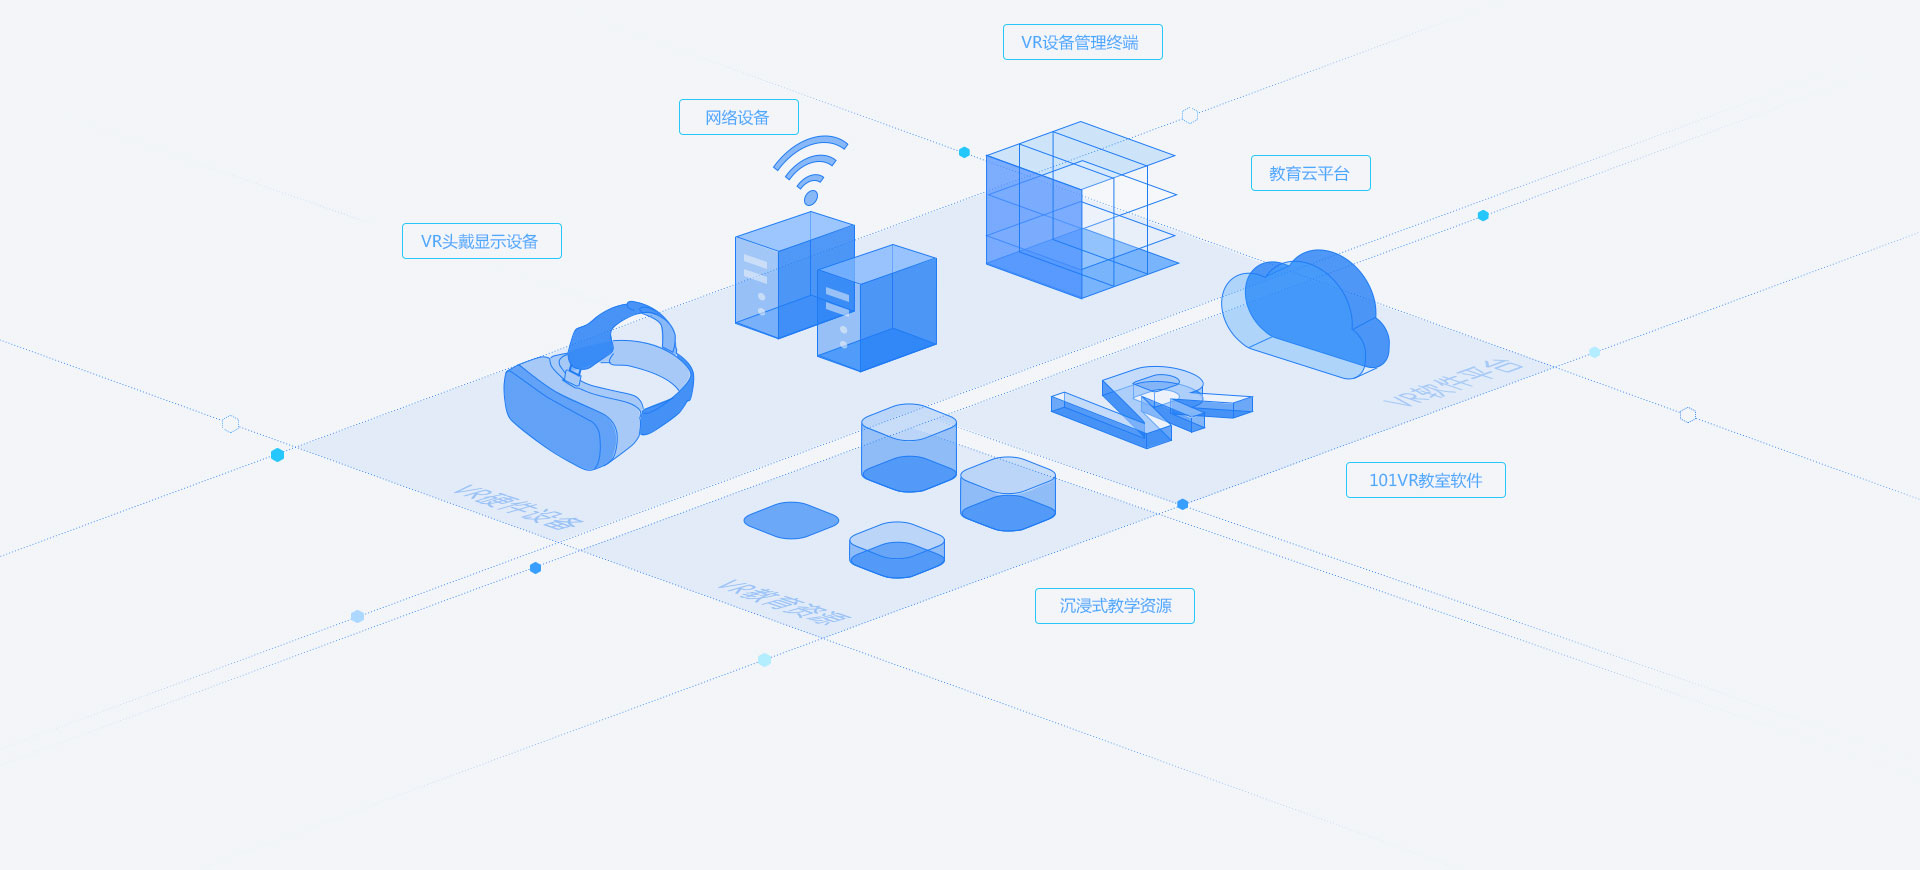 VR设备管理终端
网络设备
教育云平台
VR头戴显示设备
VR
VR软件平台
101VR教室软件
VR硬件设备
VR教育资源
沉浸式教学资源